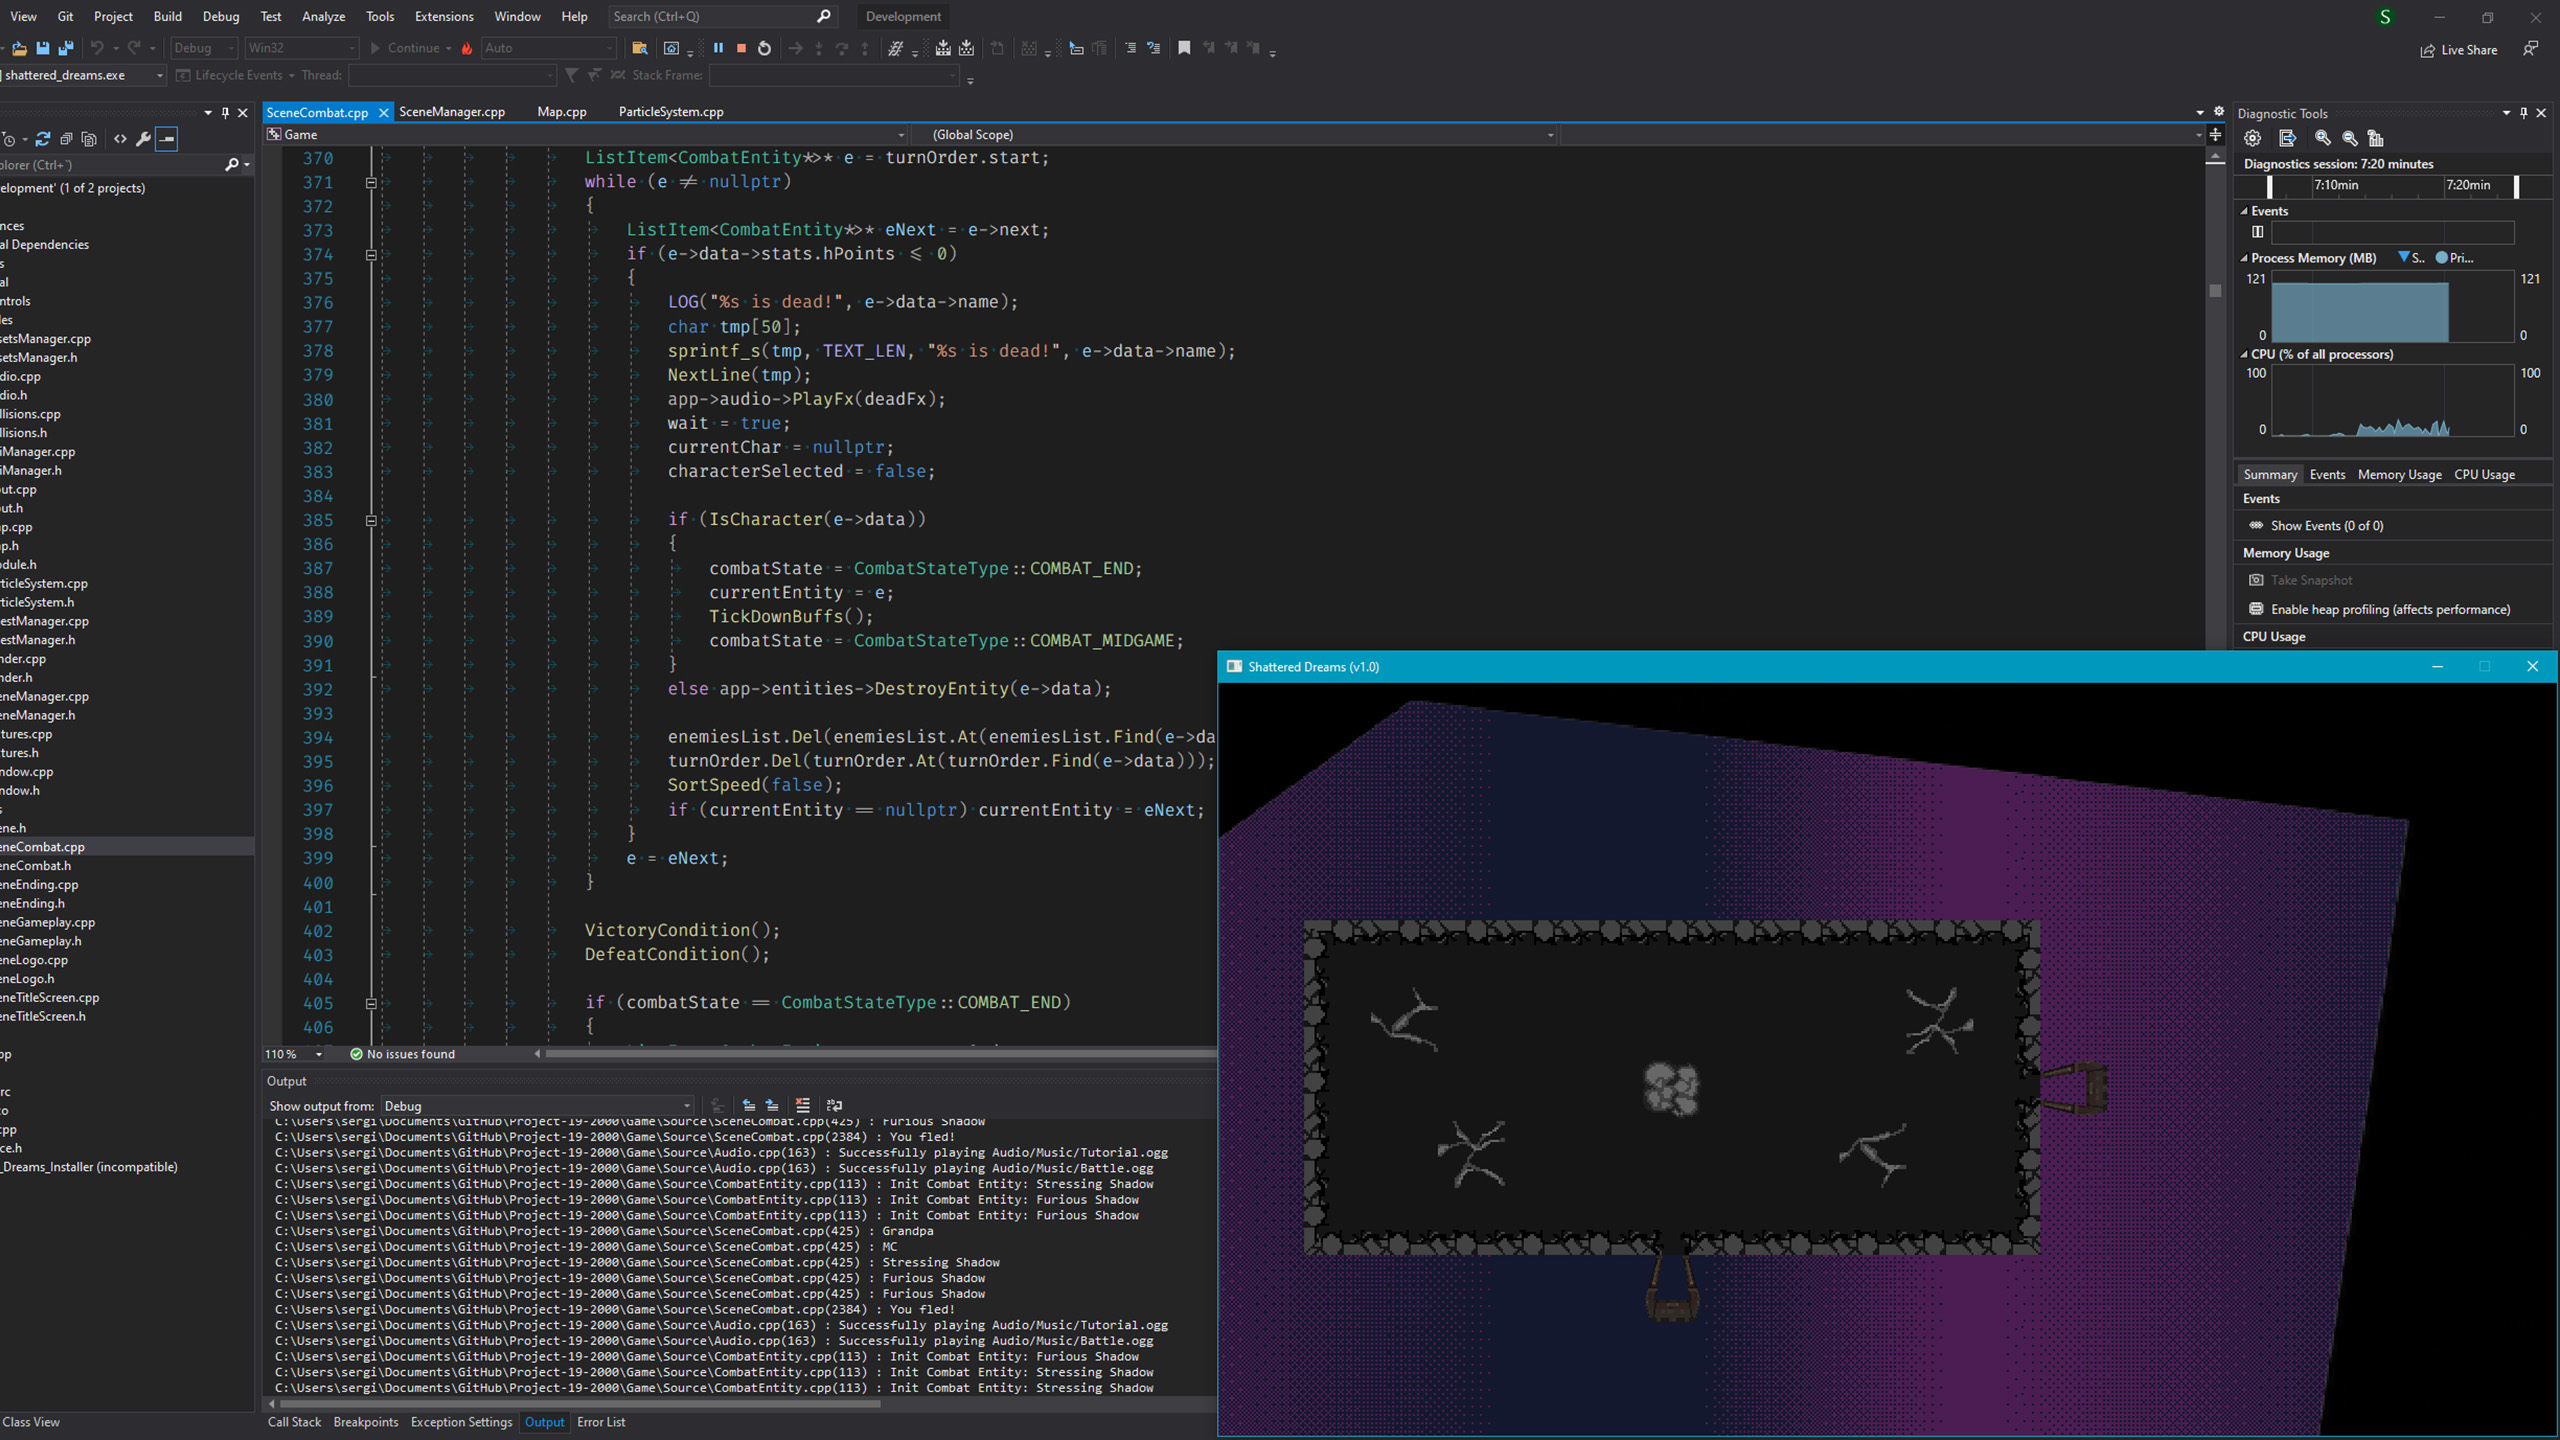 View Git Project Build Debug Test Analyze Tools Extensions Window Help Search (Ctrl+Q) Development S
Debug Win32 Continue Auto Live Share
shattered_dreams.exe Lifecycle Events Thread: Stack Frame:
SceneCombat.cpp SceneManager.cpp Map.cpp ParticleSystem.cpp
Game (Global Scope)
plorer (Ctrl+¨)
elopment' (1 of 2 projects)
nces
al Dependencies
s
al
ontrols
les
setsManager.cpp
setsManager.h
dio.cpp
dio.h
llisions.cpp
llisions.h
iManager.cpp
iManager.h
out.cpp
out.h
ap.cpp
ap.h
odule.h
rticleSystem.cpp
rticleSystem.h
estManager.cpp
estManager.h
nder.cpp
nder.h
eneManager.cpp
eneManager.h
xtures.cpp
xtures.h
ndow.cpp
ndow.h
s
ene.h
eneCombat.cpp
eneCombat.h
eneEnding.cpp
eneEnding.h
eneGameplay.cpp
eneGameplay.h
eneLogo.cpp
eneLogo.h
eneTitleScreen.cpp
eneTitleScreen.h
pp
rc
co
cpp
ce.h
_Dreams_Installer (incompatible)
Class View
370 ListItem<CombatEntity*>* e = turnOrder.start;
371 while (e ≠ nullptr)
372 {
373 ListItem<CombatEntity*>* eNext = e->next;
374 if (e->data->stats.hPoints ≤ 0)
375 {
376 LOG("%s is dead!", e->data->name);
377 char tmp[50];
378 sprintf_s(tmp, TEXT_LEN, "%s is dead!", e->data->name);
379 NextLine(tmp);
380 app->audio->PlayFx(deadFx);
381 wait = true;
382 currentChar = nullptr;
383 characterSelected = false;
384
385 if (IsCharacter(e->data))
386 {
387 combatState = CombatStateType::COMBAT_END;
388 currentEntity = e;
389 TickDownBuffs();
390 combatState = CombatStateType::COMBAT_MIDGAME;
391 }
392 else app->entities->DestroyEntity(e->data);
393
394 enemiesList.Del(enemiesList.At(enemiesList.Find(e->da
395 turnOrder.Del(turnOrder.At(turnOrder.Find(e->data)));
396 SortSpeed(false);
397 if (currentEntity == nullptr) currentEntity = eNext;
398 }
399 e = eNext;
400 }
401
402 VictoryCondition();
403 DefeatCondition();
404
405 if (combatState == CombatStateType::COMBAT_END)
406 {
110 % No issues found
Output
Show output from: Debug
C:\Users\sergi\Documents\GitHub\Project-19-2000\Game\Source\SceneCombat.cpp(425) : Furious Shadow
C:\Users\sergi\Documents\GitHub\Project-19-2000\Game\Source\SceneCombat.cpp(2384) : You fled!
C:\Users\sergi\Documents\GitHub\Project-19-2000\Game\Source\Audio.cpp(163) : Successfully playing Audio/Music/Tutorial.ogg
C:\Users\sergi\Documents\GitHub\Project-19-2000\Game\Source\Audio.cpp(163) : Successfully playing Audio/Music/Battle.ogg
C:\Users\sergi\Documents\GitHub\Project-19-2000\Game\Source\CombatEntity.cpp(113) : Init Combat Entity: Stressing Shadow
C:\Users\sergi\Documents\GitHub\Project-19-2000\Game\Source\CombatEntity.cpp(113) : Init Combat Entity: Furious Shadow
C:\Users\sergi\Documents\GitHub\Project-19-2000\Game\Source\CombatEntity.cpp(113) : Init Combat Entity: Furious Shadow
C:\Users\sergi\Documents\GitHub\Project-19-2000\Game\Source\SceneCombat.cpp(425) : Grandpa
C:\Users\sergi\Documents\GitHub\Project-19-2000\Game\Source\SceneCombat.cpp(425) : MC
C:\Users\sergi\Documents\GitHub\Project-19-2000\Game\Source\SceneCombat.cpp(425) : Stressing Shadow
C:\Users\sergi\Documents\GitHub\Project-19-2000\Game\Source\SceneCombat.cpp(425) : Furious Shadow
C:\Users\sergi\Documents\GitHub\Project-19-2000\Game\Source\SceneCombat.cpp(425) : Furious Shadow
C:\Users\sergi\Documents\GitHub\Project-19-2000\Game\Source\SceneCombat.cpp(2384) : You fled!
C:\Users\sergi\Documents\GitHub\Project-19-2000\Game\Source\Audio.cpp(163) : Successfully playing Audio/Music/Tutorial.ogg
C:\Users\sergi\Documents\GitHub\Project-19-2000\Game\Source\Audio.cpp(163) : Successfully playing Audio/Music/Battle.ogg
C:\Users\sergi\Documents\GitHub\Project-19-2000\Game\Source\CombatEntity.cpp(113) : Init Combat Entity: Furious Shadow
C:\Users\sergi\Documents\GitHub\Project-19-2000\Game\Source\CombatEntity.cpp(113) : Init Combat Entity: Stressing Shadow
C:\Users\sergi\Documents\GitHub\Project-19-2000\Game\Source\CombatEntity.cpp(113) : Init Combat Entity: Stressing Shadow
Call Stack Breakpoints Exception Settings Output Error List
Diagnostic Tools
Diagnostics session: 7:20 minutes
7:10min 7:20min
Events
Process Memory (MB) S.. Pri...
121 121
0 0
CPU (% of all processors)
100 100
0 0
Summary Events Memory Usage CPU Usage
Events
Show Events (0 of 0)
Memory Usage
Take Snapshot
Enable heap profiling (affects performance)
CPU Usage
Shattered Dreams (v1.0)